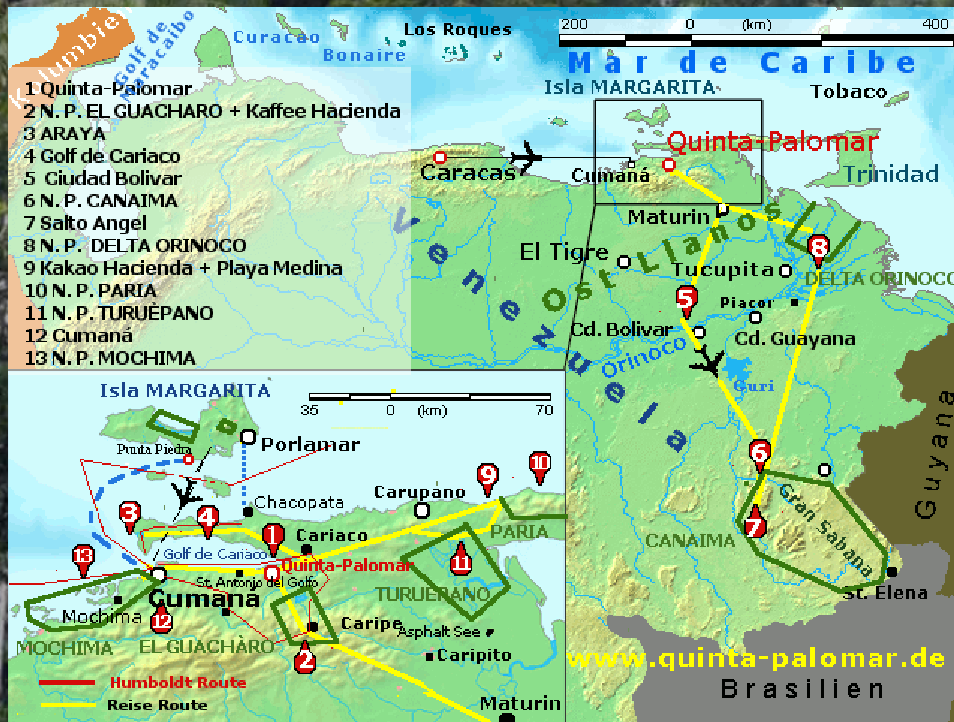 Kolumbie
Golf de
Maracaibo
Curacao
Bonaire
Los Roques
200 0 (km) 400
Mar de Caribe
Isla MARGARITA
Tobaco
1 Quinta-Palomar
2 N. P. EL GUACHARO + Kaffee Hacienda
3 ARAYA
4 Golf de Cariaco
5 Ciudad Bolivar
6 N. P. CANAIMA
7 Salto Angel
8 N. P. DELTA ORINOCO
9 Kakao Hacienda + Playa Medina
10 N. P. PARIA
11 N. P. TURUÈPANO
12 Cumaná
13 N. P. MOCHIMA
Quinta-Palomar
Caracas
Cumaná
Trinidad
Maturin
Venezuela
Ost Llanos
El Tigre
8
Tucupita
DELTA ORINOCO
5
Piacor
Cd. Bolivar
Orinoco
Cd. Guayana
Guri
6
Gran Sabana
7
CANAIMA
Guyana
St. Elena
www.quinta-palomar.de
Brasilien
Isla MARGARITA
35 0 (km) 70
Punta Piedra
Porlamar
9
10
Carupano
Chacopata
3
4
1
Cariaco
PARIA
13
Golf de Cariaco
Quinta-Palomar
11
St. Antonio del Golfo
Cumaná
TURUEPANO
Mochima
12
Caripe
Asphalt See
MOCHIMA
EL GUACHÀRO
2
Caripito
Humboldt Route
Reise Route
Maturin